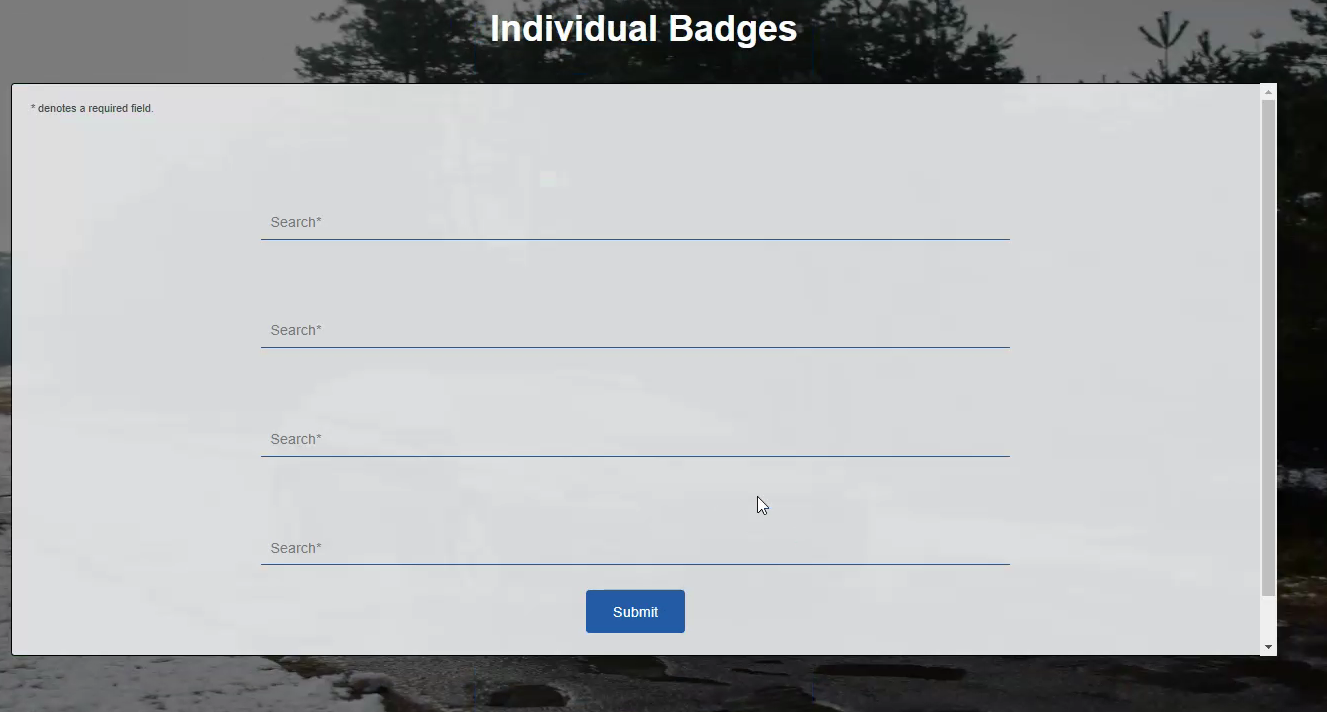 Individual Badges
* denotes a required field.
Search*
Search*
Search*
Search*
Submit